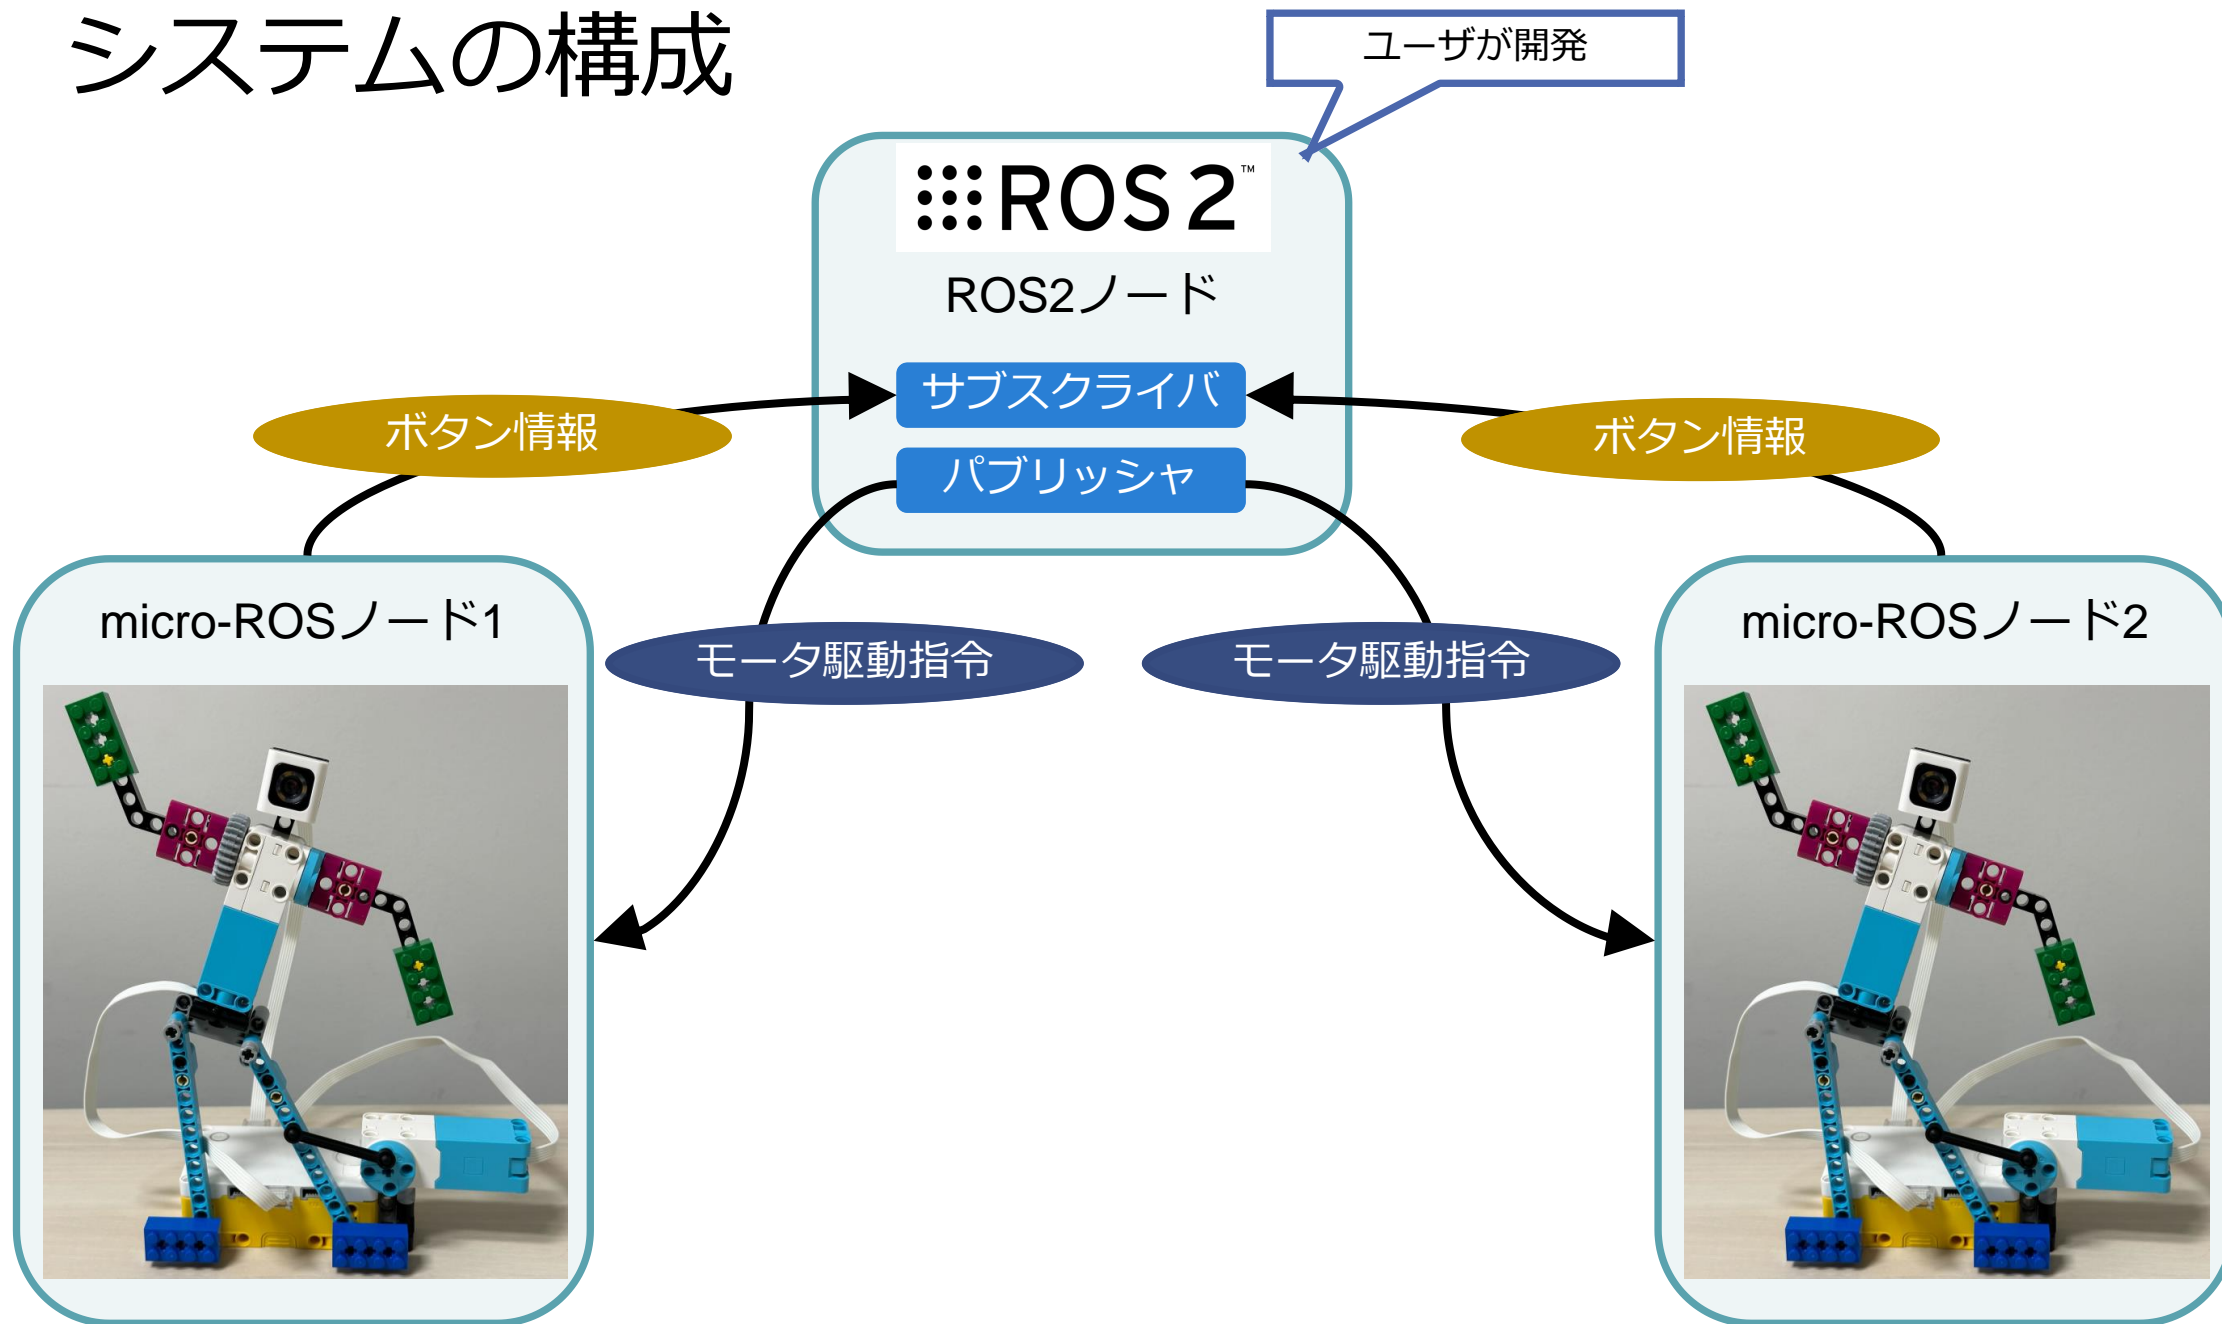 システムの構成
ユーザが開発
ROS 2™
ROS2ノード
サブスクライバ
パブリッシャ
ボタン情報
ボタン情報
モータ駆動指令
モータ駆動指令
micro-ROSノード1
micro-ROSノード2